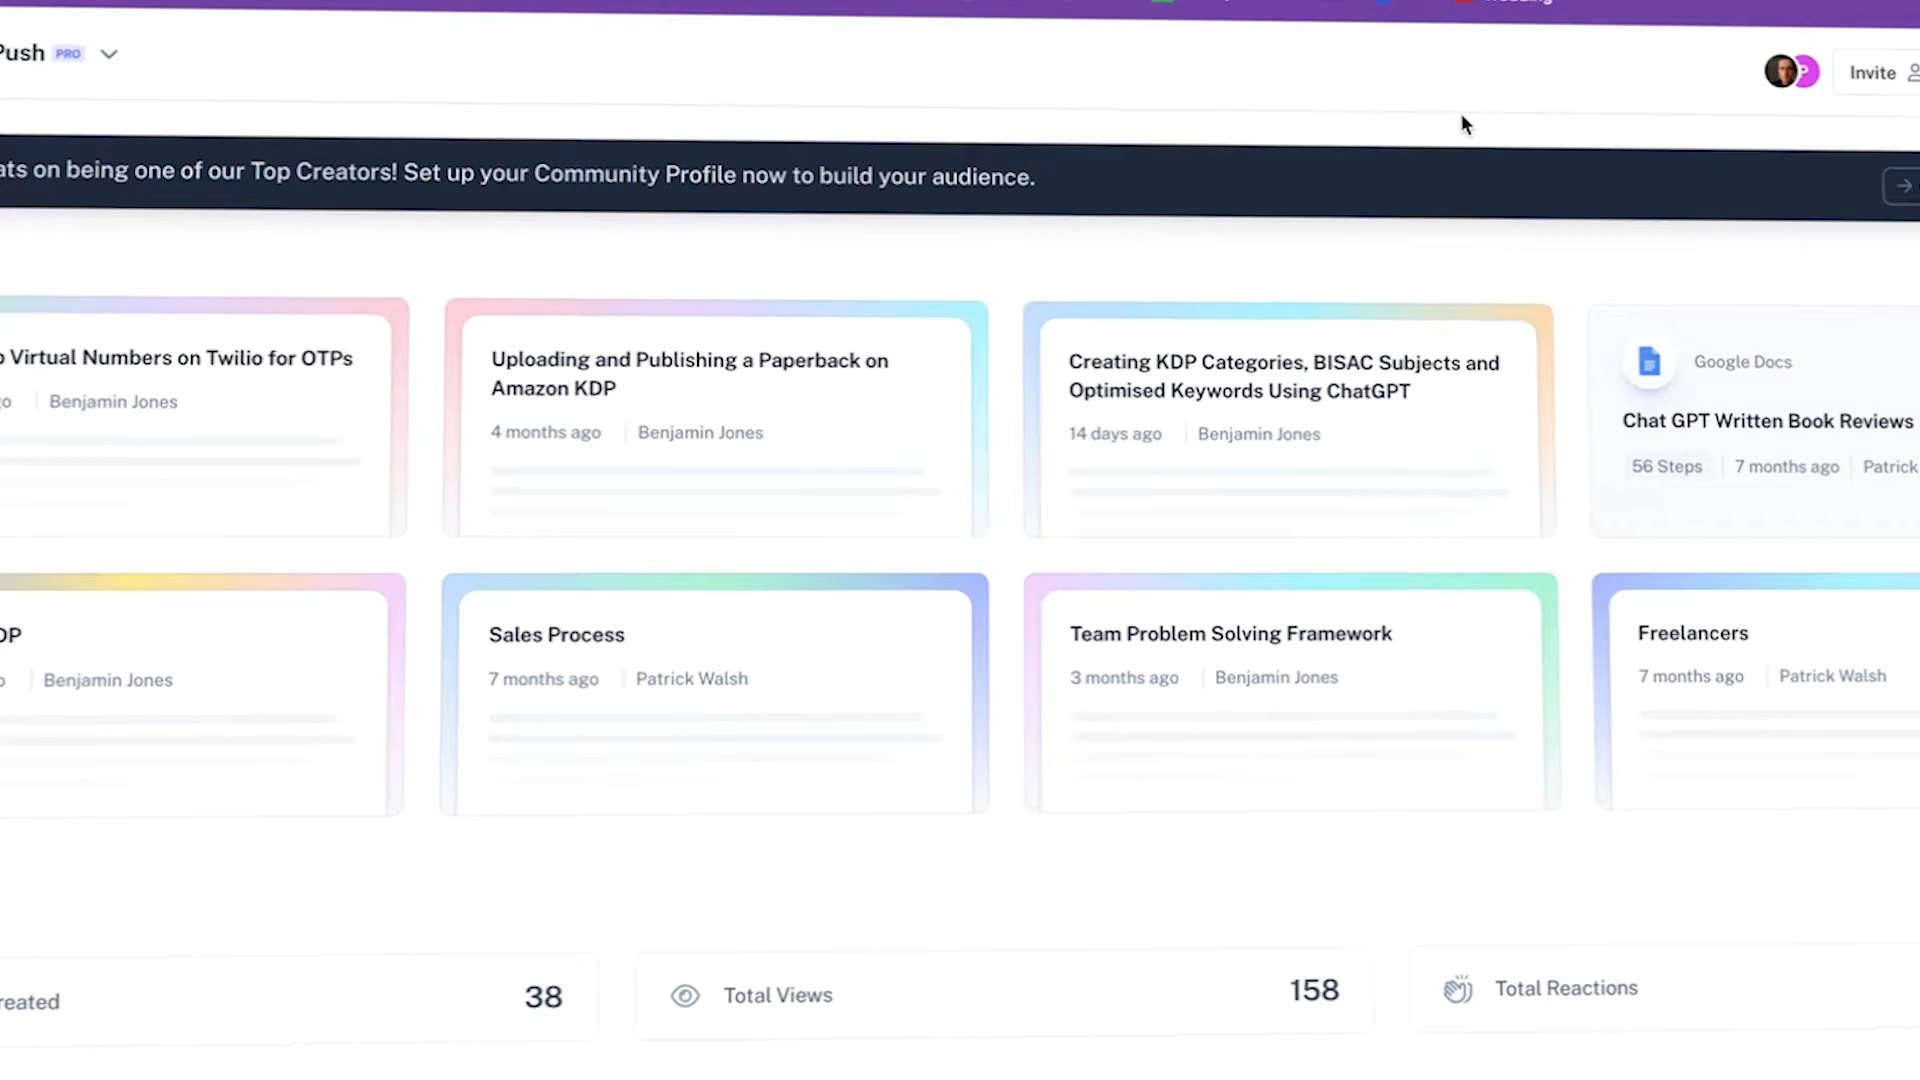 Push PRO
Invite
ats on being one of our Top Creators! Set up your Community Profile now to build your audience.
Virtual Numbers on Twilio for OTPs
Benjamin Jones
Uploading and Publishing a Paperback on
Amazon KDP
4 months ago Benjamin Jones
Creating KDP Categories, BISAC Subjects and
Optimised Keywords Using ChatGPT
14 days ago Benjamin Jones
Google Docs
Chat GPT Written Book Reviews
56 Steps 7 months ago Patrick
DP
Benjamin Jones
Sales Process
7 months ago Patrick Walsh
Team Problem Solving Framework
3 months ago Benjamin Jones
Freelancers
7 months ago Patrick Walsh
reated 38
Total Views 158
Total Reactions